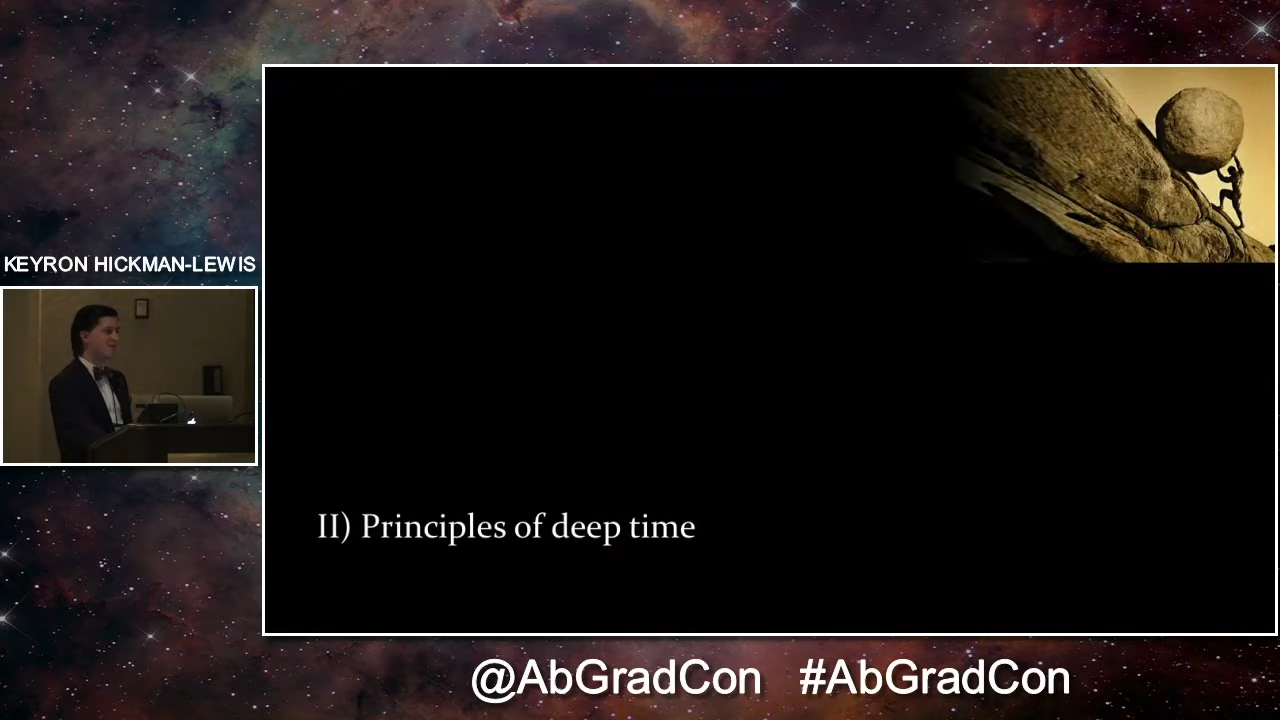 KEYRON HICKMAN-LEWIS
II) Principles of deep time
@AbGradCon #AbGradCon